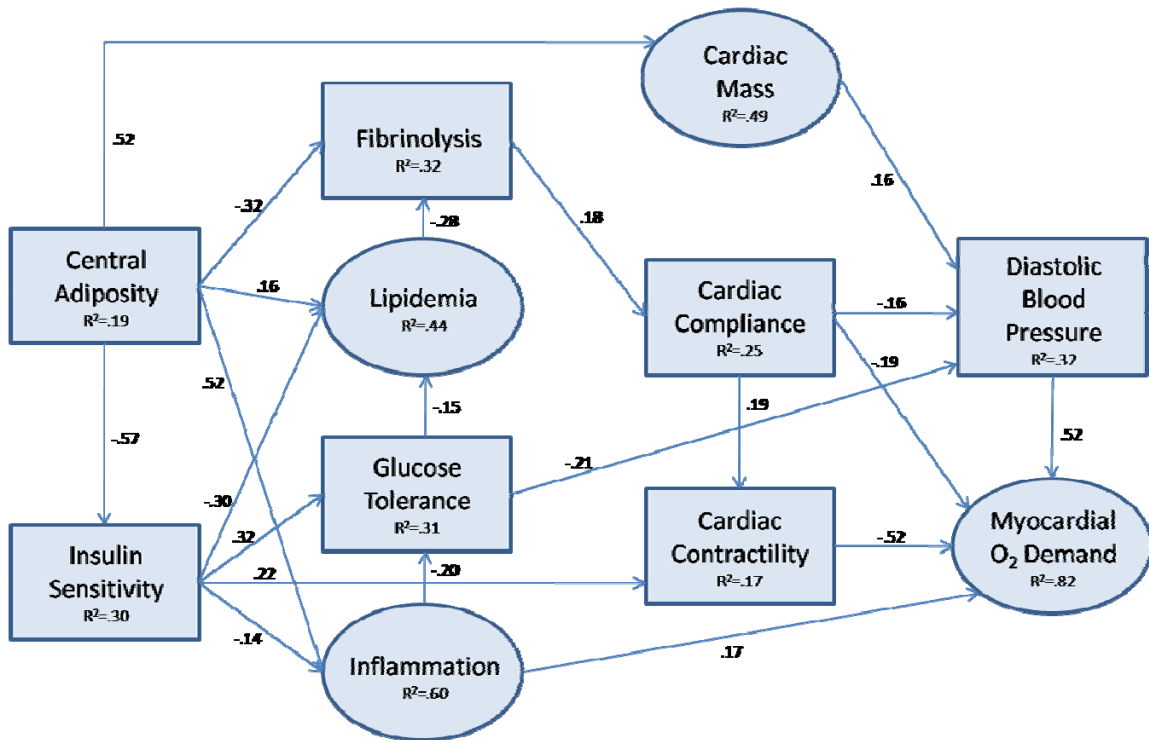 Cardiac
Mass
R²=.49
.52
Fibrinolysis
R²=.32
.16
-.32
-.28
.18
Central
Adiposity
R²=.19
.16
Lipidemia
R²=.44
Cardiac
Compliance
R²=.25
-.16
Diastolic
Blood
Pressure
R²=.32
.52
-.19
-.57
-.15
.19
.52
-.21
Glucose
Tolerance
R²=.31
-.30
.32
Insulin
Sensitivity
R²=.30
.22
-.20
Cardiac
Contractility
R²=.17
-.52
Myocardial
O₂ Demand
R²=.82
-.14
Inflammation
R²=.60
.17